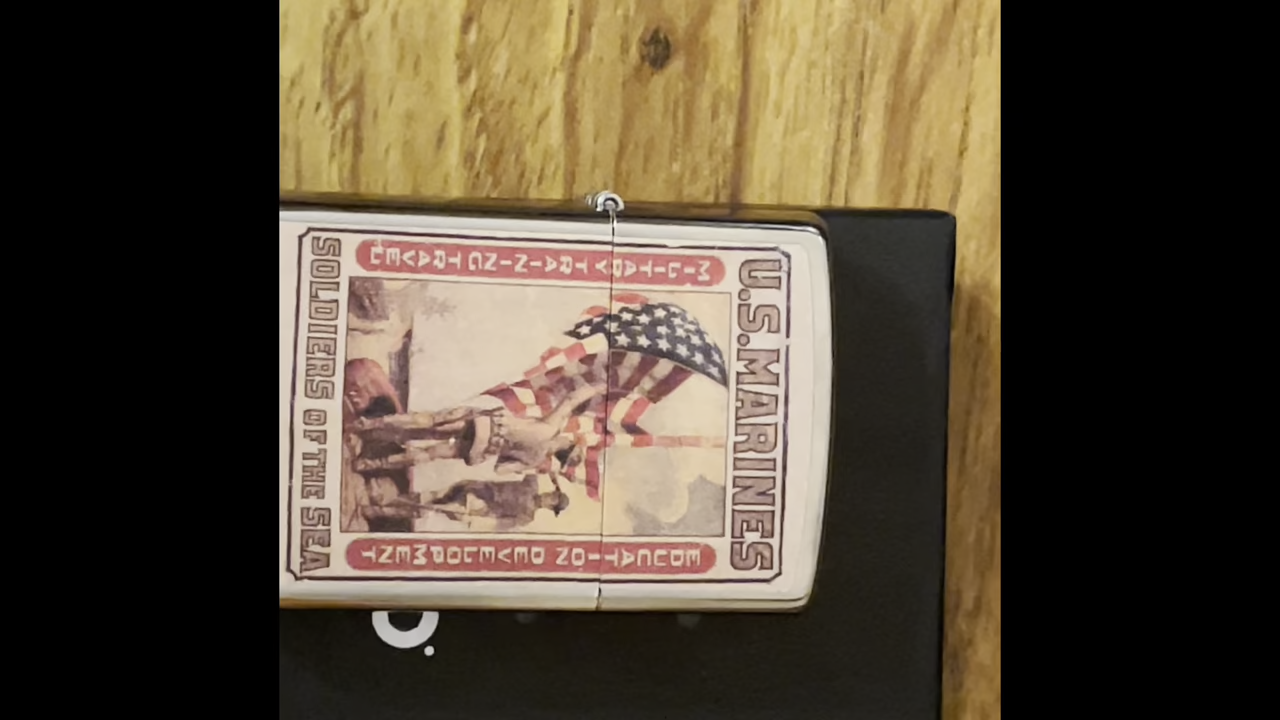 U.S.MARINES
MILITARY TRAINING TRAVEL
EDUCATION DEVELOPMENT
SOLDIERS OF THE SEA